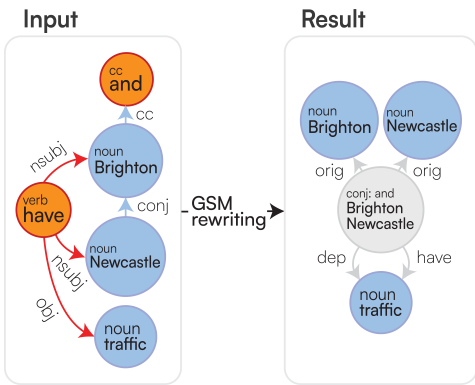 Input
cc
and
cc
nsubj
noun
Brighton
verb
have
conj
nsubj
noun
Newcastle
obj
noun
traffic
GSM
rewriting
Result
noun
Brighton
noun
Newcastle
orig
orig
conj: and
Brighton
Newcastle
dep
have
noun
traffic